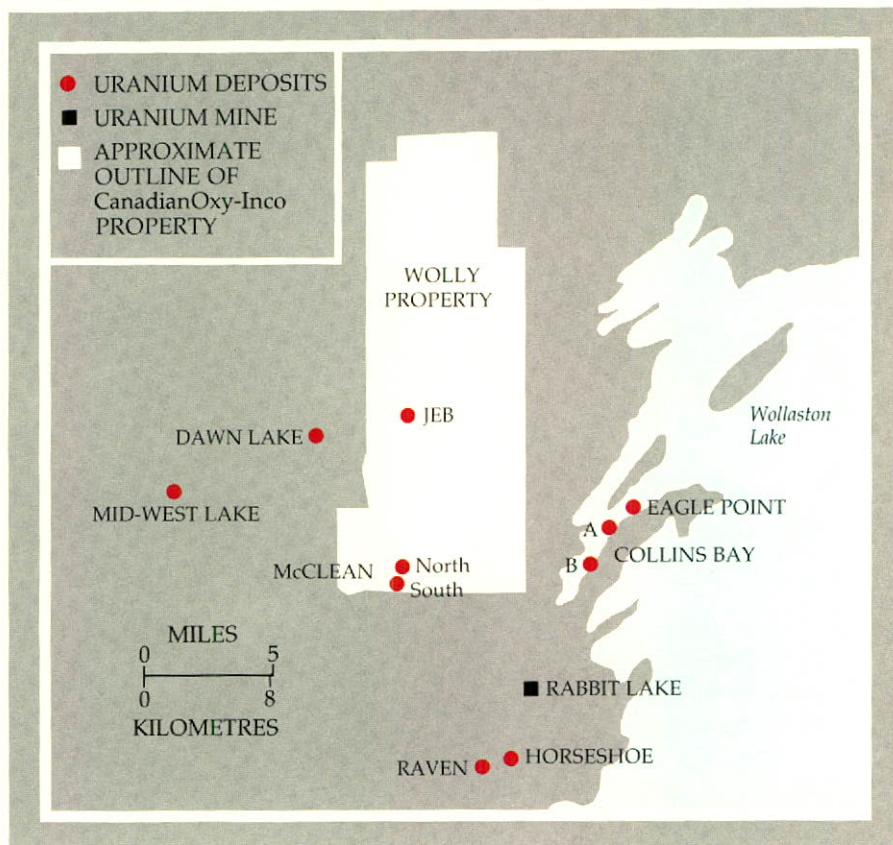 URANIUM DEPOSITS
URANIUM MINE
APPROXIMATE
OUTLINE OF
CanadianOxy-Inco
PROPERTY
WOLLY
PROPERTY
JEB
DAWN LAKE
MID-WEST LAKE
Wollaston
Lake
EAGLE POINT
A
COLLINS BAY
B
McCLEAN
North
South
MILES
0 5
0 8
KILOMETRES
RABBIT LAKE
HORSESHOE
RAVEN